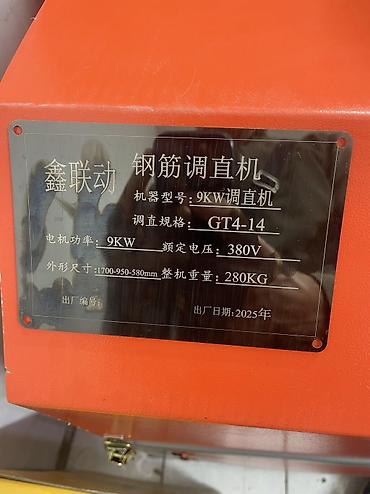 鑫联动 钢筋调直机
机器型号: 9KW调直机
调直规格: GT4-14
电机功率: 9KW 额定电压: 380V
外形尺寸: 1700-950-580mm 整机重量: 280KG
出厂编号: 出厂日期: 2025年